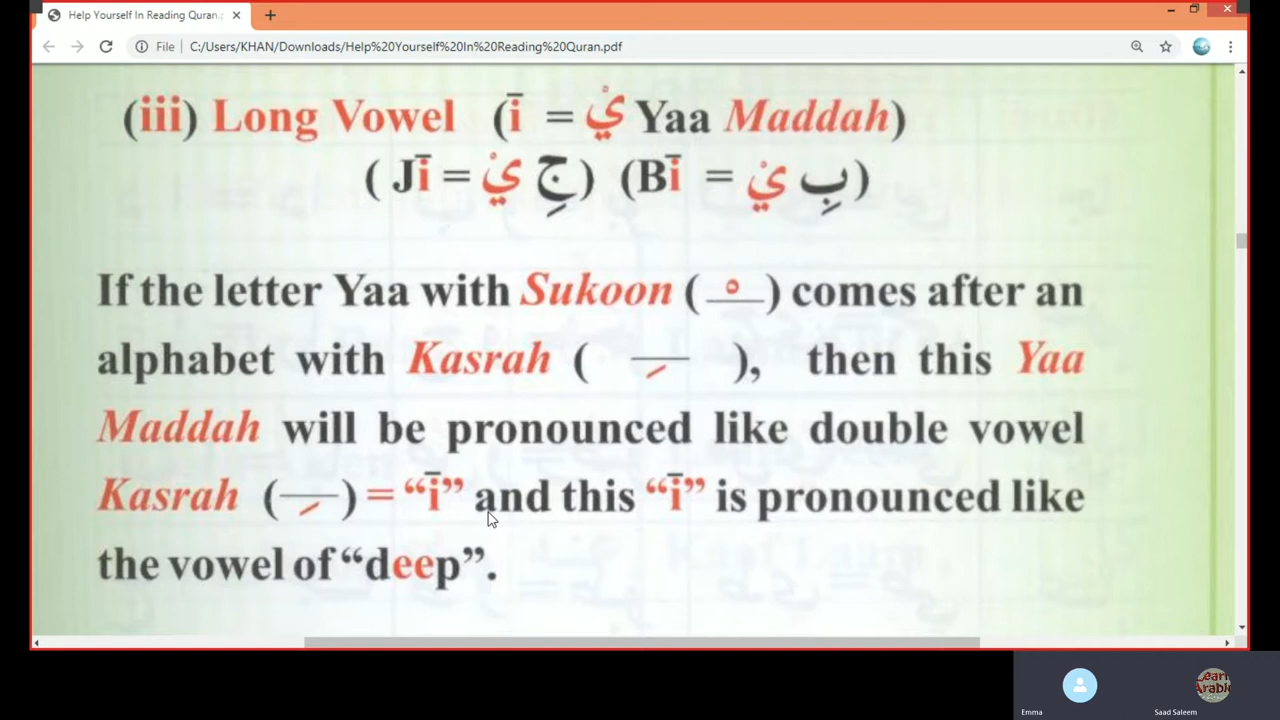 Help Yourself In Reading Quran.p
File | C:/Users/KHAN/Downloads/Help%20Yourself%20In%20Reading%20Quran.pdf
(iii) Long Vowel (ī = يْ Yaa Maddah)
( Jī = يْ جِ) (Bī = يْ بِ)
If the letter Yaa with Sukoon ( ْ ) comes after an
alphabet with Kasrah ( ِ ), then this Yaa
Maddah will be pronounced like double vowel
Kasrah ( ِ ) = “ī” and this “ī” is pronounced like
the vowel of “deep”.
Learn
Arabic
Emma
Saad Saleem